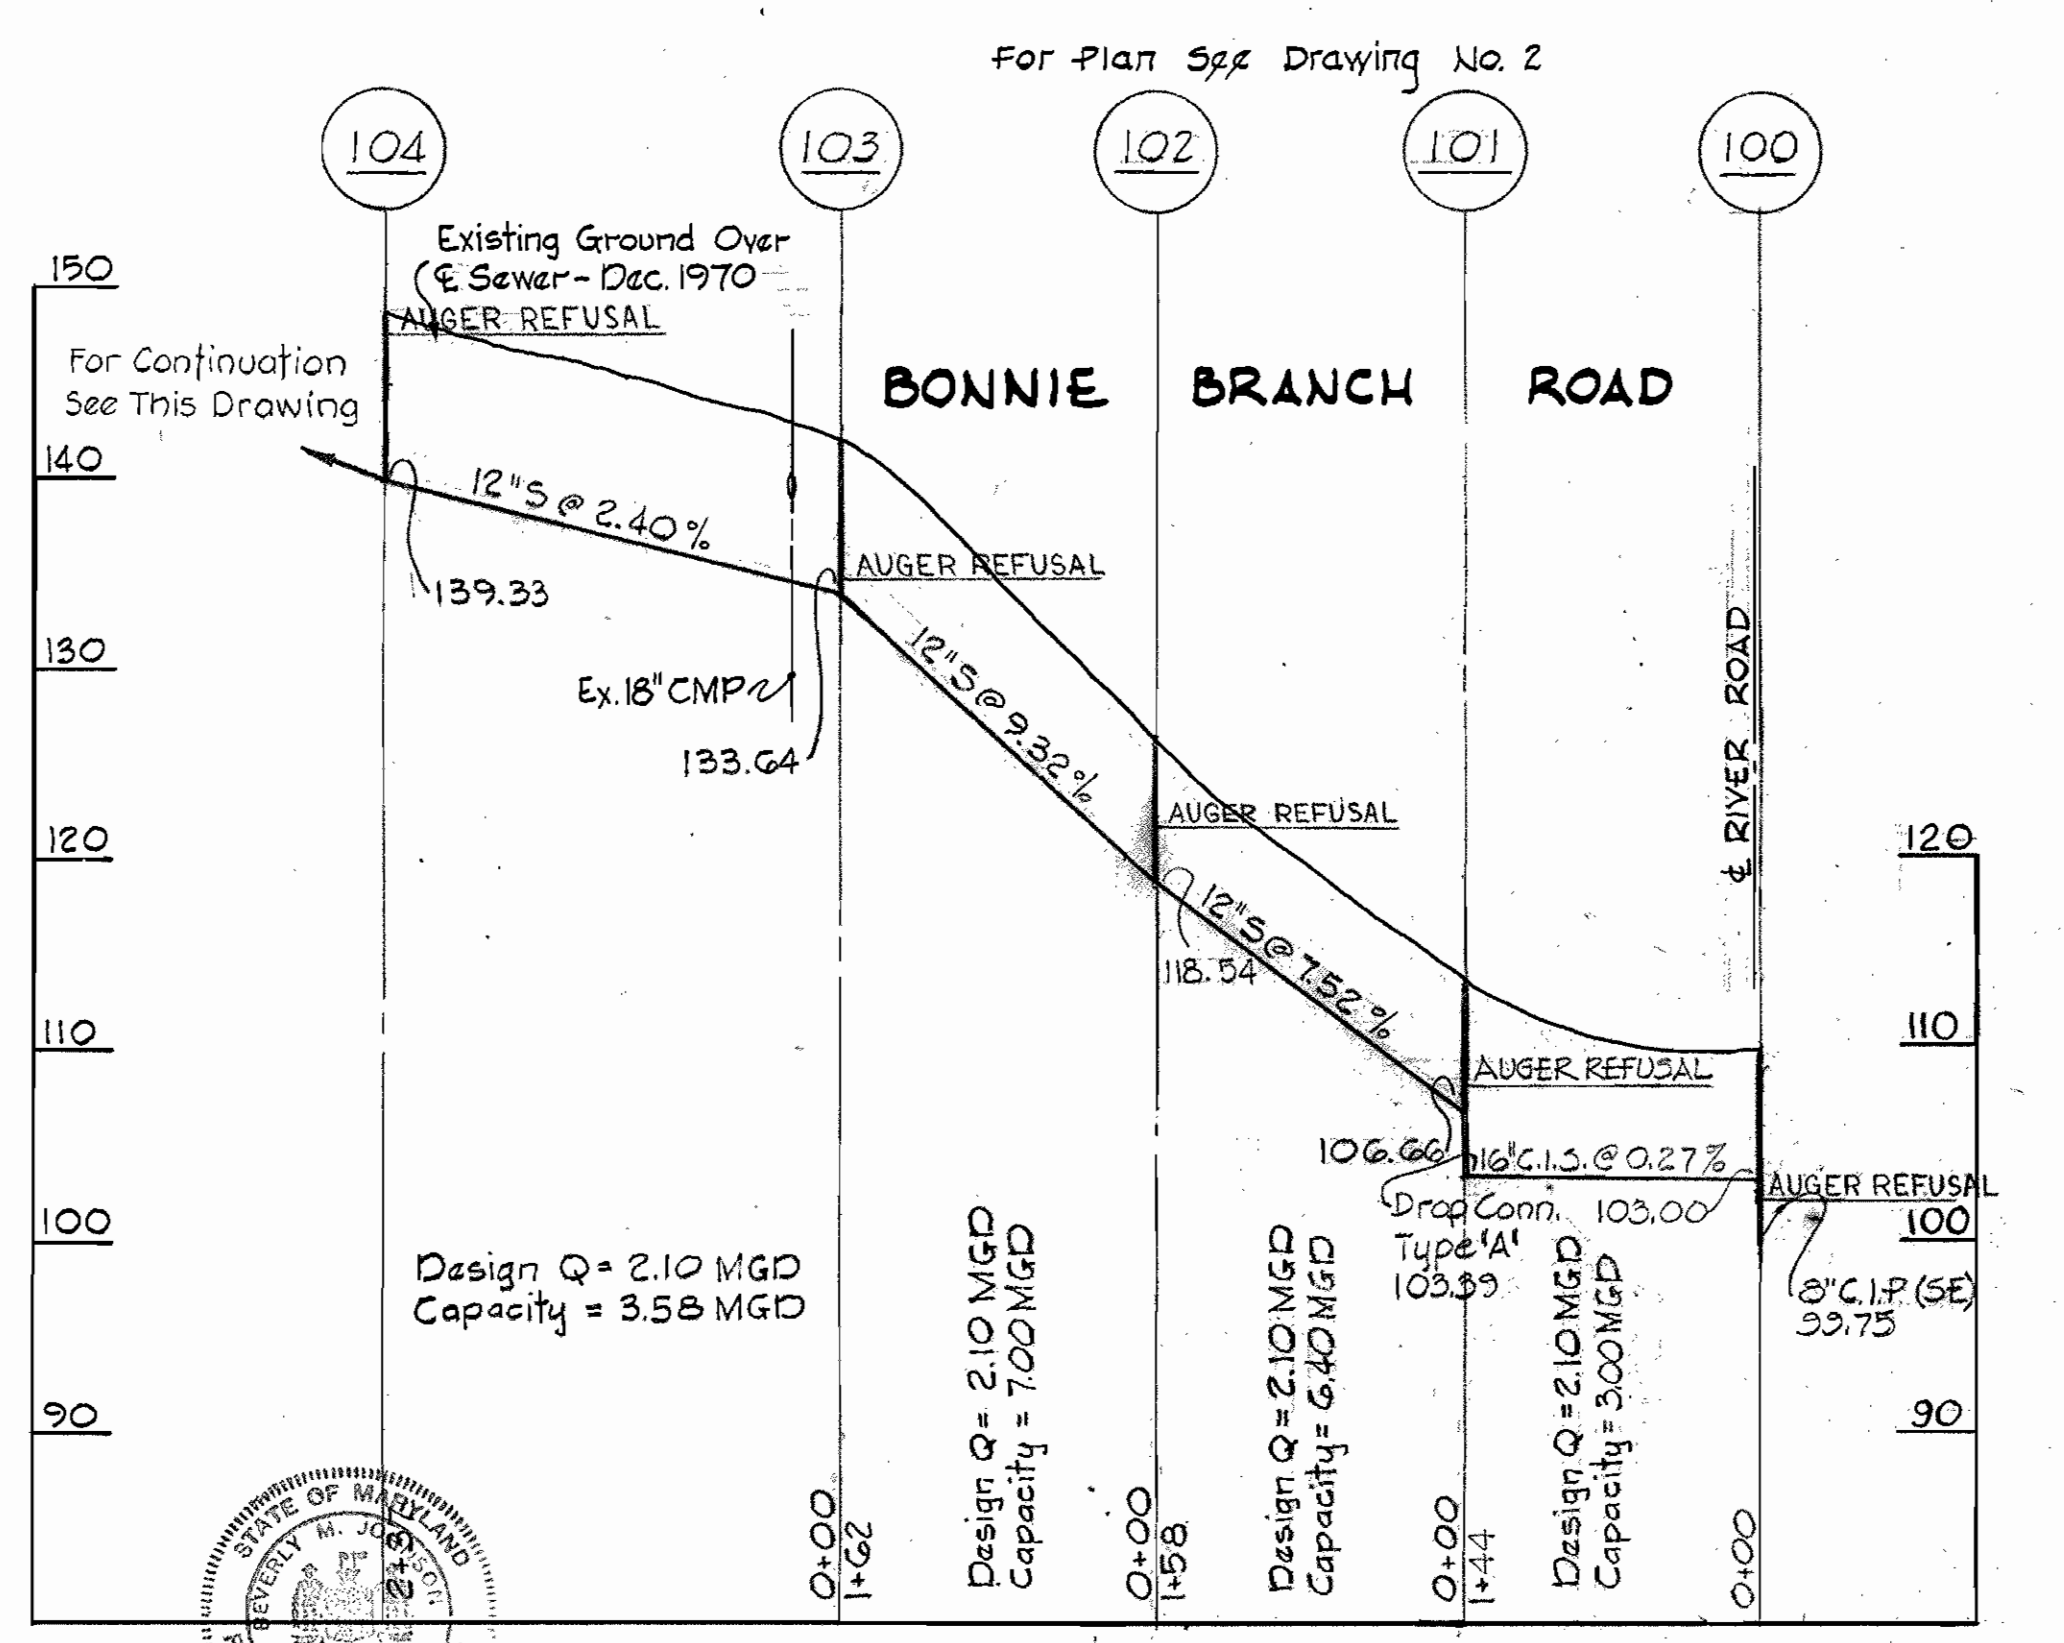 For Plan See Drawing No. 2
104
103
102
101
100
Existing Ground Over
℄ Sewer - Dec. 1970
150
AUGER REFUSAL
For Continuation
See This Drawing
BONNIE BRANCH ROAD
140
12"S @ 2.40%
139.33
AUGER REFUSAL
130
Ex. 18" CMP
133.64
12"S @ 9.32%
℄ RIVER ROAD
120
AUGER REFUSAL
120
118.54
12"S @ 7.52%
110
110
AUGER REFUSAL
106.66
16"C.I.S. @ 0.27%
Drop Conn.
Type 'A'
103.39
103.00
AUGER REFUSAL
100
100
8"C.I.P (SE)
99.75
Design Q = 2.10 MGD
Capacity = 3.58 MGD
Design Q = 2.10 MGD
Capacity = 7.00 MGD
Design Q = 2.10 MGD
Capacity = 6.40 MGD
Design Q = 2.10 MGD
Capacity = 3.00 MGD
90
90
STATE OF MARYLAND
BEVERLY M.
0+00
1+62
0+00
1+58
0+00
1+44
0+00